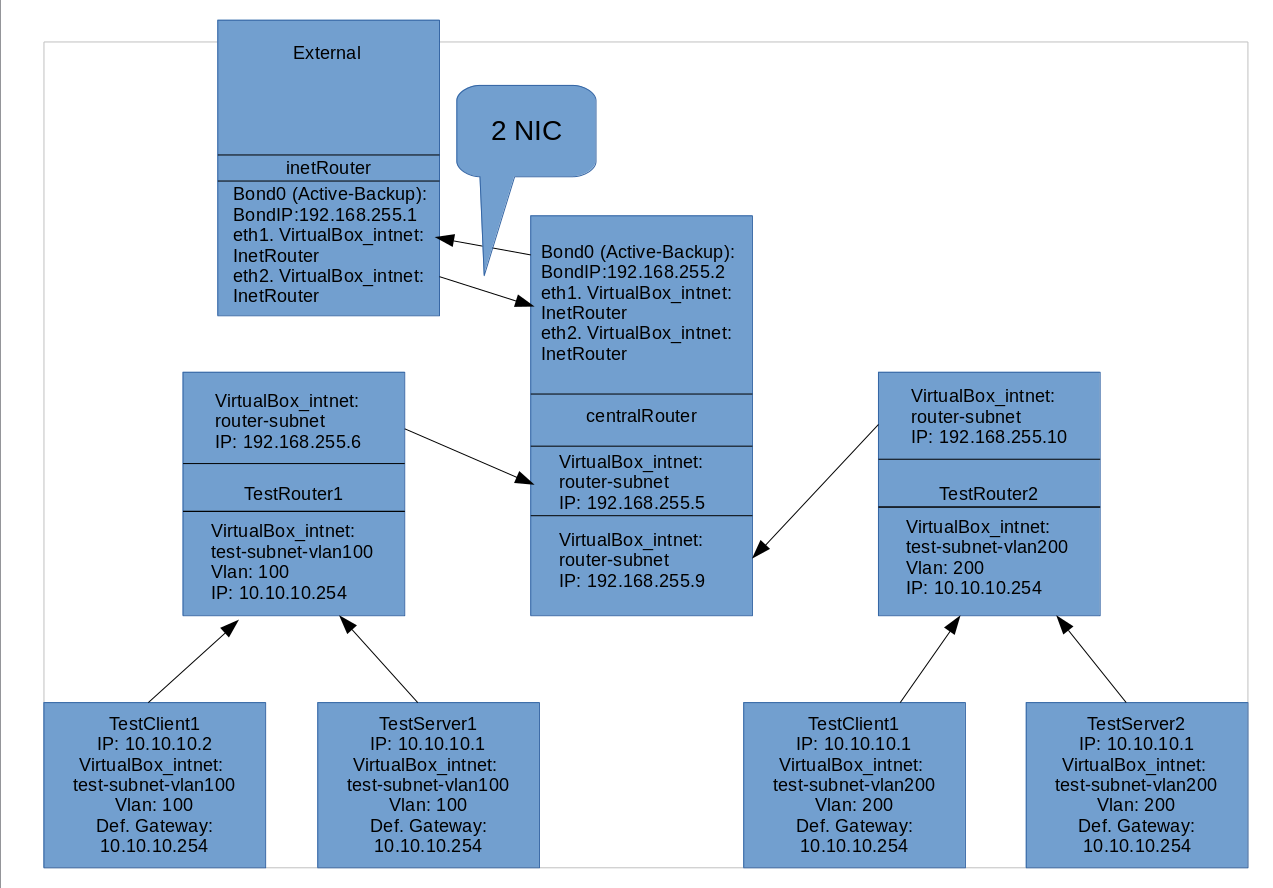 External
inetRouter
Bond0 (Active-Backup):
BondIP:192.168.255.1
eth1. VirtualBox_intnet:
InetRouter
eth2. VirtualBox_intnet:
InetRouter
2 NIC
Bond0 (Active-Backup):
BondIP:192.168.255.2
eth1. VirtualBox_intnet:
InetRouter
eth2. VirtualBox_intnet:
InetRouter
centralRouter
VirtualBox_intnet:
router-subnet
IP: 192.168.255.5
VirtualBox_intnet:
router-subnet
IP: 192.168.255.9
VirtualBox_intnet:
router-subnet
IP: 192.168.255.6
TestRouter1
VirtualBox_intnet:
test-subnet-vlan100
Vlan: 100
IP: 10.10.10.254
VirtualBox_intnet:
router-subnet
IP: 192.168.255.10
TestRouter2
VirtualBox_intnet:
test-subnet-vlan200
Vlan: 200
IP: 10.10.10.254
TestClient1
IP: 10.10.10.2
VirtualBox_intnet:
test-subnet-vlan100
Vlan: 100
Def. Gateway:
10.10.10.254
TestServer1
IP: 10.10.10.1
VirtualBox_intnet:
test-subnet-vlan100
Vlan: 100
Def. Gateway:
10.10.10.254
TestClient1
IP: 10.10.10.1
VirtualBox_intnet:
test-subnet-vlan200
Vlan: 200
Def. Gateway:
10.10.10.254
TestServer2
IP: 10.10.10.1
VirtualBox_intnet:
test-subnet-vlan200
Vlan: 200
Def. Gateway:
10.10.10.254